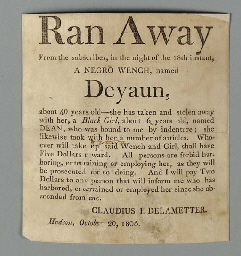 Ran Away
From the subscriber, in the night of the 18th instant,
A NEGRO WENCH, named
Deyaun,
about 40 years old—she has taken and stolen away
with her, a Black Girl, about 6 years old, named
DEAN, who was bound to me by indenture; she
likewise took with her a number of articles. Who-
ever will take up said Wench and Girl, shall have
Five Dollars reward. All persons are forbid har-
boring, entertaining or employing her, as they will
be prosecuted for so doing. And I will pay Two
Dollars to any person that will inform me who has
harbored, entertained or employed her since she ab-
sconded from me.
CLAUDIUS I. DELAMETTER.
Hudson, October 20, 1806.